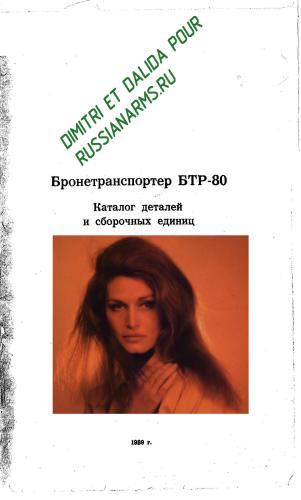 DIMITRI ET DALIDA POUR
RUSSIANARMS.RU
Бронетранспортер БТР-80
Каталог деталей
и сборочных единиц
1989 г.